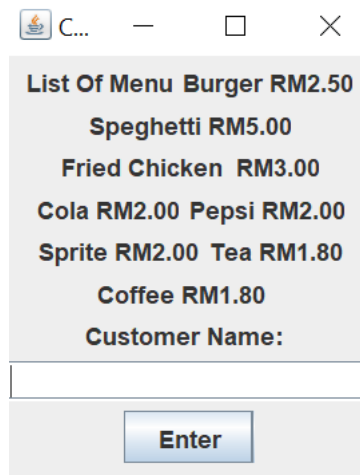 C...
List Of Menu Burger RM2.50
Speghetti RM5.00
Fried Chicken RM3.00
Cola RM2.00 Pepsi RM2.00
Sprite RM2.00 Tea RM1.80
Coffee RM1.80
Customer Name:
Enter